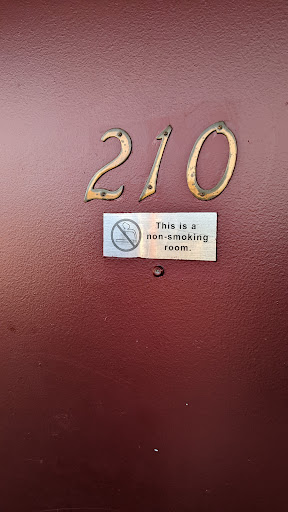 210
This is a
non-smoking
room.